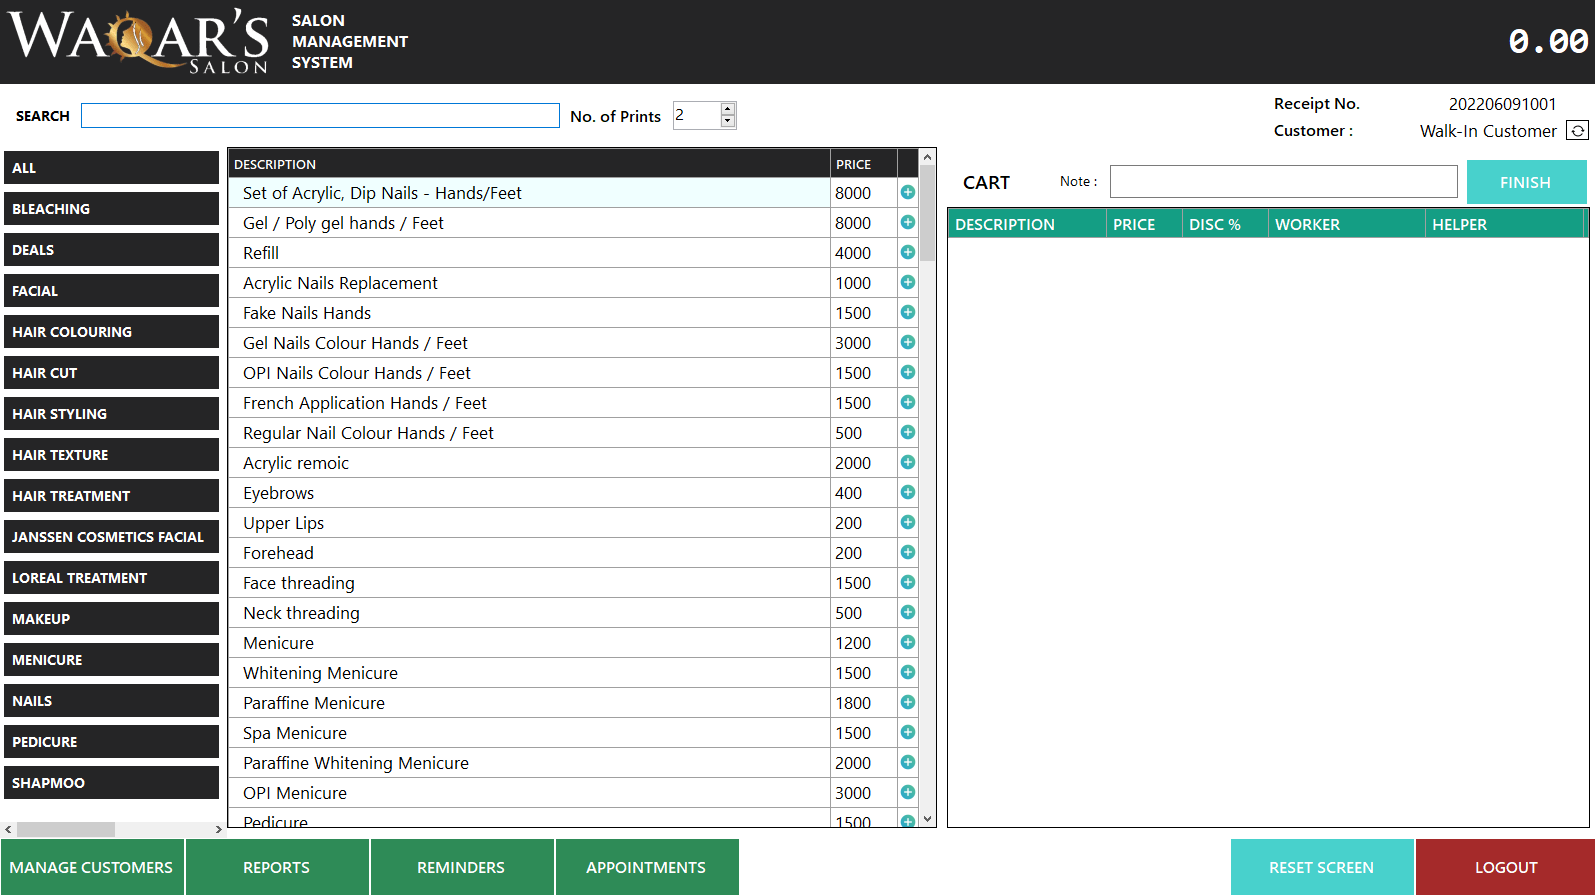 WAQAR'S
SALON
SALON
MANAGEMENT
SYSTEM
0.00
SEARCH
No. of Prints 2
Receipt No. 202206091001
Customer : Walk-In Customer
ALL
BLEACHING
DEALS
FACIAL
HAIR COLOURING
HAIR CUT
HAIR STYLING
HAIR TEXTURE
HAIR TREATMENT
JANSSEN COSMETICS FACIAL
LOREAL TREATMENT
MAKEUP
MENICURE
NAILS
PEDICURE
SHAPMOO
DESCRIPTION PRICE
Set of Acrylic, Dip Nails - Hands/Feet 8000
Gel / Poly gel hands / Feet 8000
Refill 4000
Acrylic Nails Replacement 1000
Fake Nails Hands 1500
Gel Nails Colour Hands / Feet 3000
OPI Nails Colour Hands / Feet 1500
French Application Hands / Feet 1500
Regular Nail Colour Hands / Feet 500
Acrylic remoic 2000
Eyebrows 400
Upper Lips 200
Forehead 200
Face threading 1500
Neck threading 500
Menicure 1200
Whitening Menicure 1500
Paraffine Menicure 1800
Spa Menicure 1500
Paraffine Whitening Menicure 2000
OPI Menicure 3000
Pedicure 1500
CART Note : FINISH
DESCRIPTION PRICE DISC % WORKER HELPER
MANAGE CUSTOMERS REPORTS REMINDERS APPOINTMENTS RESET SCREEN LOGOUT